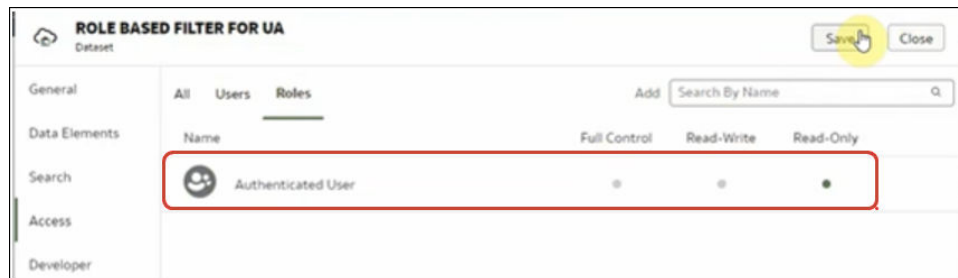 ROLE BASED FILTER FOR UA
Dataset
Save
Close
General
Data Elements
Search
Access
Developer
All Users Roles
Add Search By Name
Name Full Control Read-Write Read-Only
Authenticated User